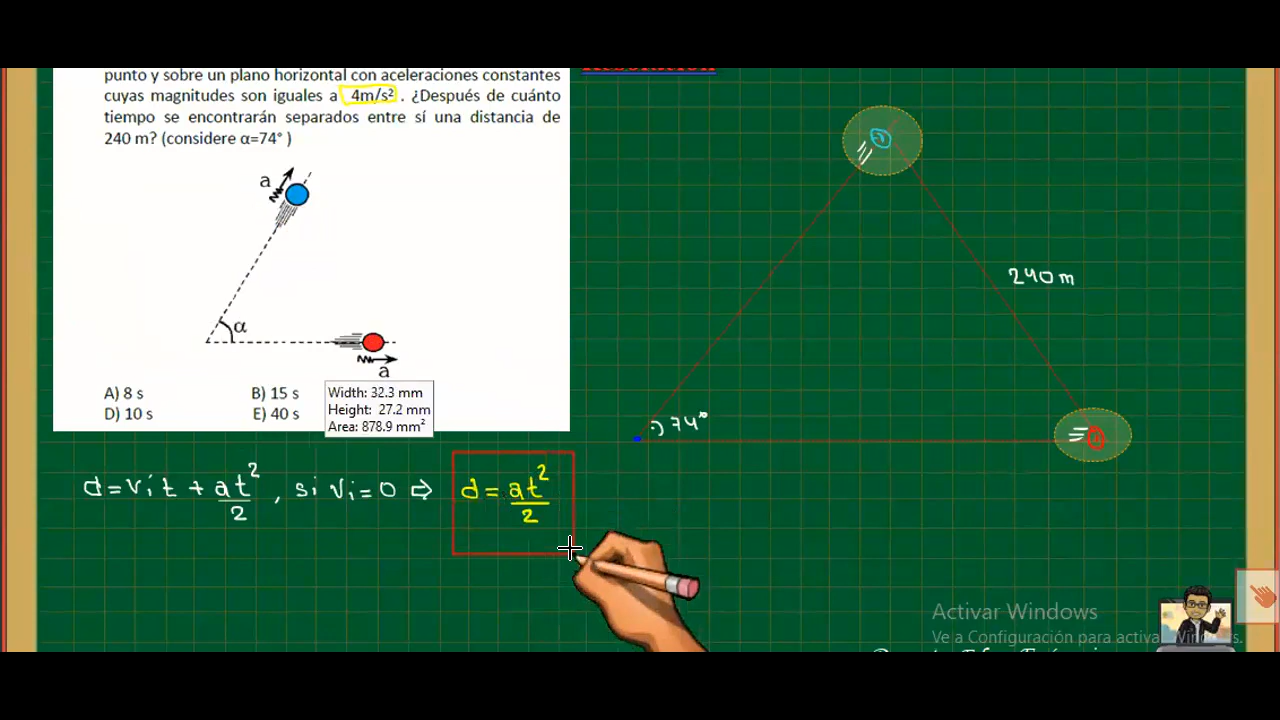 punto y sobre un plano horizontal con aceleraciones constantes
cuyas magnitudes son iguales a 4m/s² . ¿Después de cuánto
tiempo se encontrarán separados entre sí una distancia de
240 m? (considere α=74° )
a
α
a
A) 8 s B) 15 s
D) 10 s E) 40 s
Width: 32.3 mm
Height: 27.2 mm
Area: 878.9 mm²
240 m
74°
d = Vi t + at²/2 , si Vi = 0 ⇒ d = at²/2
Activar Windows
Ve a Configuración para activar Windows.